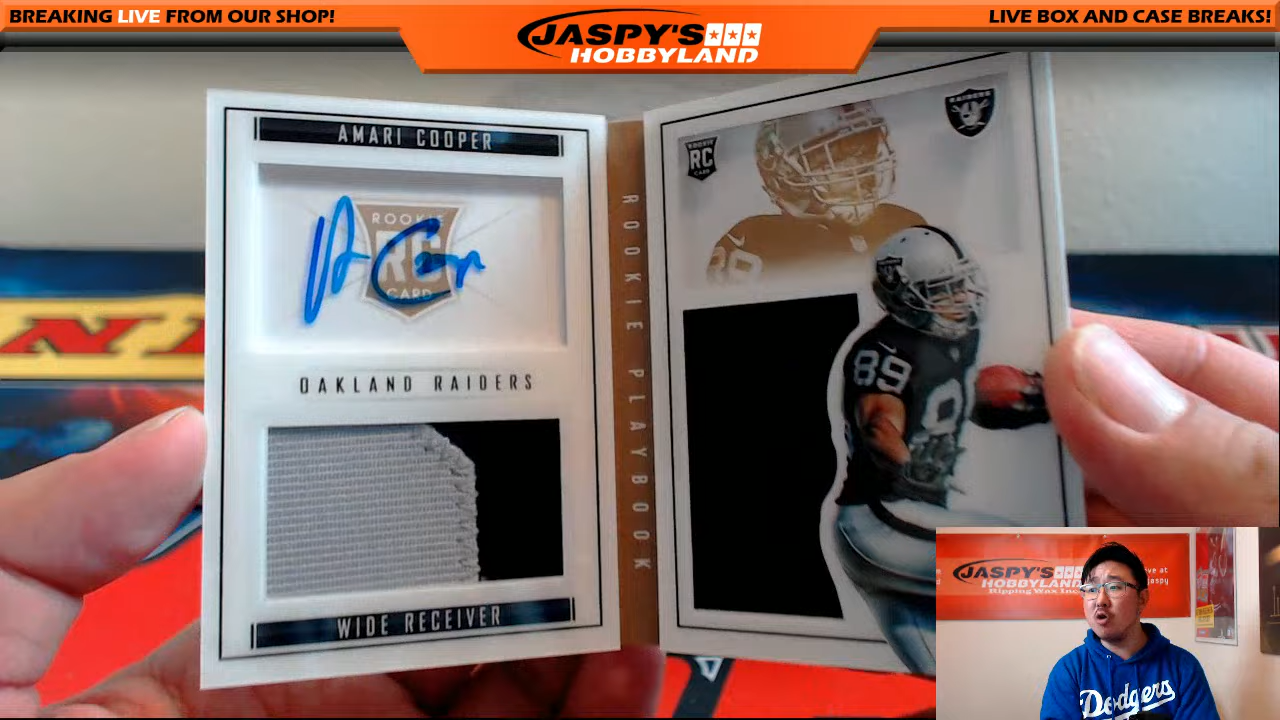 BREAKING LIVE FROM OUR SHOP!
JASPY'S
HOBBYLAND
LIVE BOX AND CASE BREAKS!
AMARI COOPER
ROOKIE
RC
CARD
OAKLAND RAIDERS
WIDE RECEIVER
ROOKIE PLAYBOOK
ROOKIE
RC
CARD
RAIDERS
89
JASPY'S
HOBBYLAND
Ripping Wax Inc
Dodgers